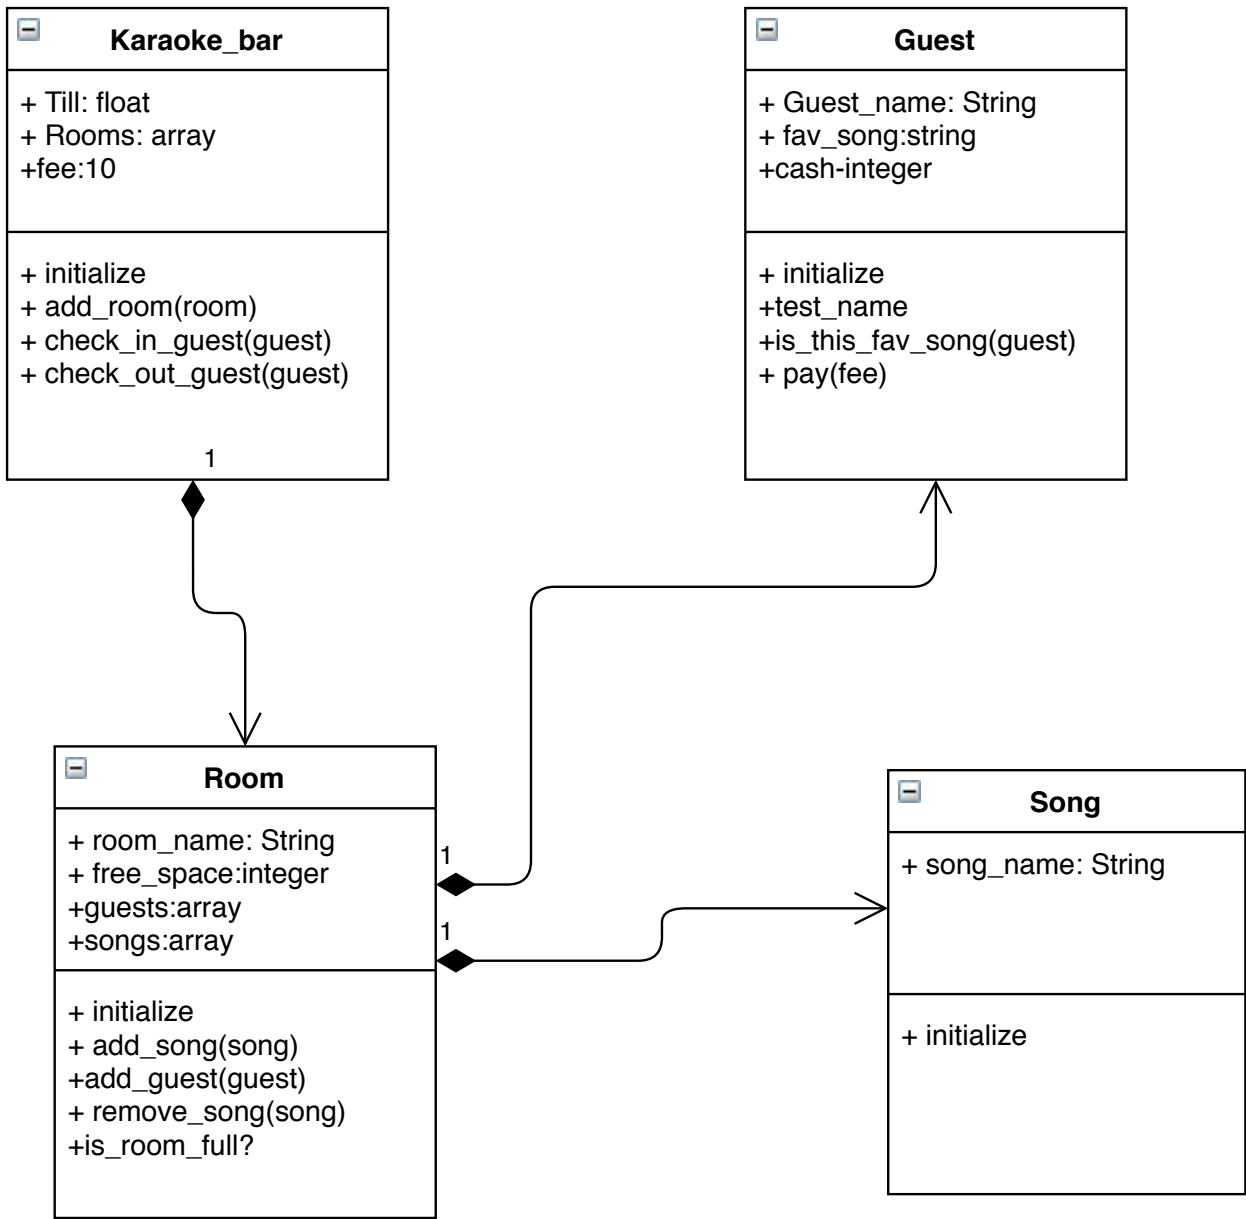 Karaoke_bar
+ Till: float
+ Rooms: array
+fee:10
+ initialize
+ add_room(room)
+ check_in_guest(guest)
+ check_out_guest(guest)
1
Guest
+ Guest_name: String
+ fav_song:string
+cash-integer
+ initialize
+test_name
+is_this_fav_song(guest)
+ pay(fee)
Room
+ room_name: String
+ free_space:integer
+guests:array
+songs:array
+ initialize
+ add_song(song)
+add_guest(guest)
+ remove_song(song)
+is_room_full?
1
1
Song
+ song_name: String
+ initialize